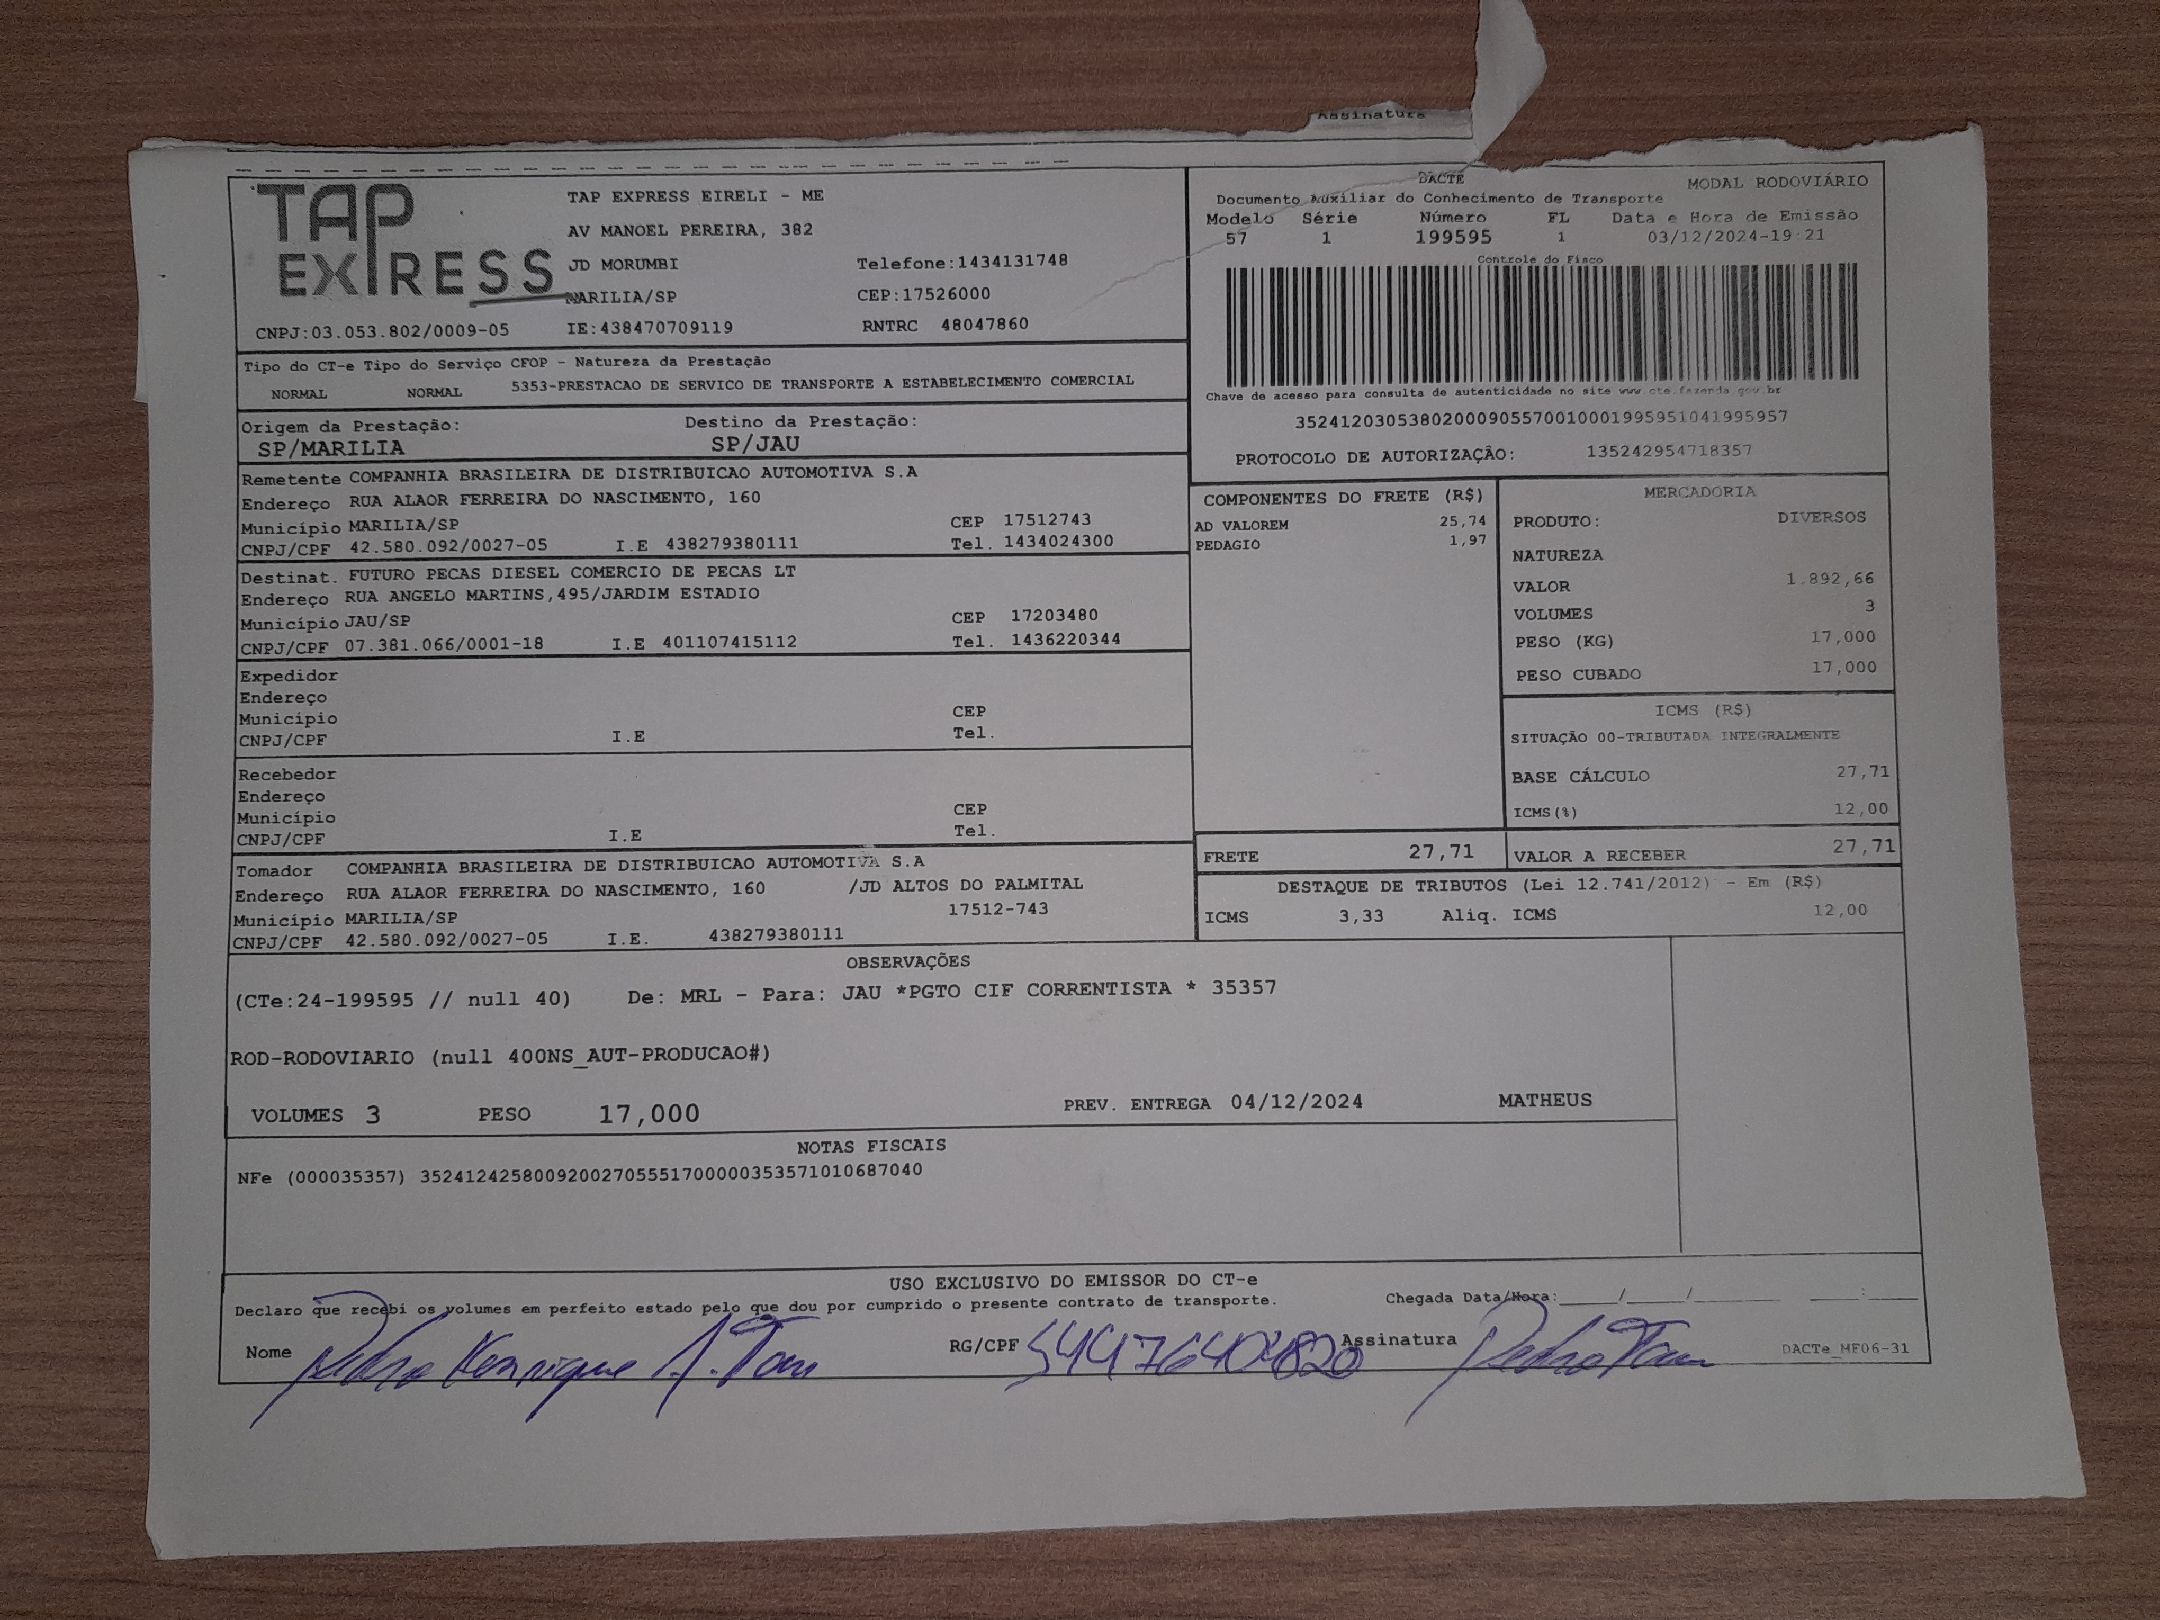 Assinatura
TAP EXPRESS
TAP EXPRESS EIRELI - ME
AV MANOEL PEREIRA, 382
JD MORUMBI Telefone:1434131748
MARILIA/SP CEP:17526000
CNPJ:03.053.802/0009-05 IE:438470709119 RNTRC 48047860
DACTE MODAL RODOVIÁRIO
Documento Auxiliar do Conhecimento de Transporte
Modelo Série Número FL Data e Hora de Emissão
57 1 199595 1 03/12/2024-19:21
Controle do Fisco
Chave de acesso para consulta de autenticidade no site www.cte.fazenda.gov.br
35241203053802000905570010001995951041995957
PROTOCOLO DE AUTORIZAÇÃO: 135242954718357
Tipo do CT-e Tipo do Serviço CFOP - Natureza da Prestação
NORMAL NORMAL 5353-PRESTACAO DE SERVICO DE TRANSPORTE A ESTABELECIMENTO COMERCIAL
Origem da Prestação: Destino da Prestação:
SP/MARILIA SP/JAU
Remetente COMPANHIA BRASILEIRA DE DISTRIBUICAO AUTOMOTIVA S.A
Endereço RUA ALAOR FERREIRA DO NASCIMENTO, 160
Município MARILIA/SP CEP 17512743
CNPJ/CPF 42.580.092/0027-05 I.E 438279380111 Tel. 1434024300
Destinat. FUTURO PECAS DIESEL COMERCIO DE PECAS LT
Endereço RUA ANGELO MARTINS,495/JARDIM ESTADIO
Município JAU/SP CEP 17203480
CNPJ/CPF 07.381.066/0001-18 I.E 401107415112 Tel. 1436220344
Expedidor
Endereço
Município CEP
CNPJ/CPF I.E Tel.
Recebedor
Endereço
Município CEP
CNPJ/CPF I.E Tel.
Tomador COMPANHIA BRASILEIRA DE DISTRIBUICAO AUTOMOTIVA S.A
Endereço RUA ALAOR FERREIRA DO NASCIMENTO, 160 /JD ALTOS DO PALMITAL
Município MARILIA/SP 17512-743
CNPJ/CPF 42.580.092/0027-05 I.E. 438279380111
COMPONENTES DO FRETE (R$)
AD VALOREM 25,74
PEDAGIO 1,97
MERCADORIA
PRODUTO: DIVERSOS
NATUREZA
VALOR 1.892,66
VOLUMES 3
PESO (KG) 17,000
PESO CUBADO 17,000
ICMS (R$)
SITUAÇÃO 00-TRIBUTADA INTEGRALMENTE
BASE CÁLCULO 27,71
ICMS(%) 12,00
FRETE 27,71 VALOR A RECEBER 27,71
DESTAQUE DE TRIBUTOS (Lei 12.741/2012) - Em (R$)
ICMS 3,33 Aliq. ICMS 12,00
OBSERVAÇÕES
(CTe:24-199595 // null 40) De: MRL - Para: JAU *PGTO CIF CORRENTISTA * 35357
ROD-RODOVIARIO (null 400NS_AUT-PRODUCAO#)
VOLUMES 3 PESO 17,000 PREV. ENTREGA 04/12/2024 MATHEUS
NOTAS FISCAIS
NFe (000035357) 35241242580092002705551700000353571010687040
USO EXCLUSIVO DO EMISSOR DO CT-e
Declaro que recebi os volumes em perfeito estado pelo que dou por cumprido o presente contrato de transporte. Chegada Data/Hora:____/____/______ ____:____
Nome Pedro Henrique A. RG/CPF Assinatura Pedro DACTe_MF06-31